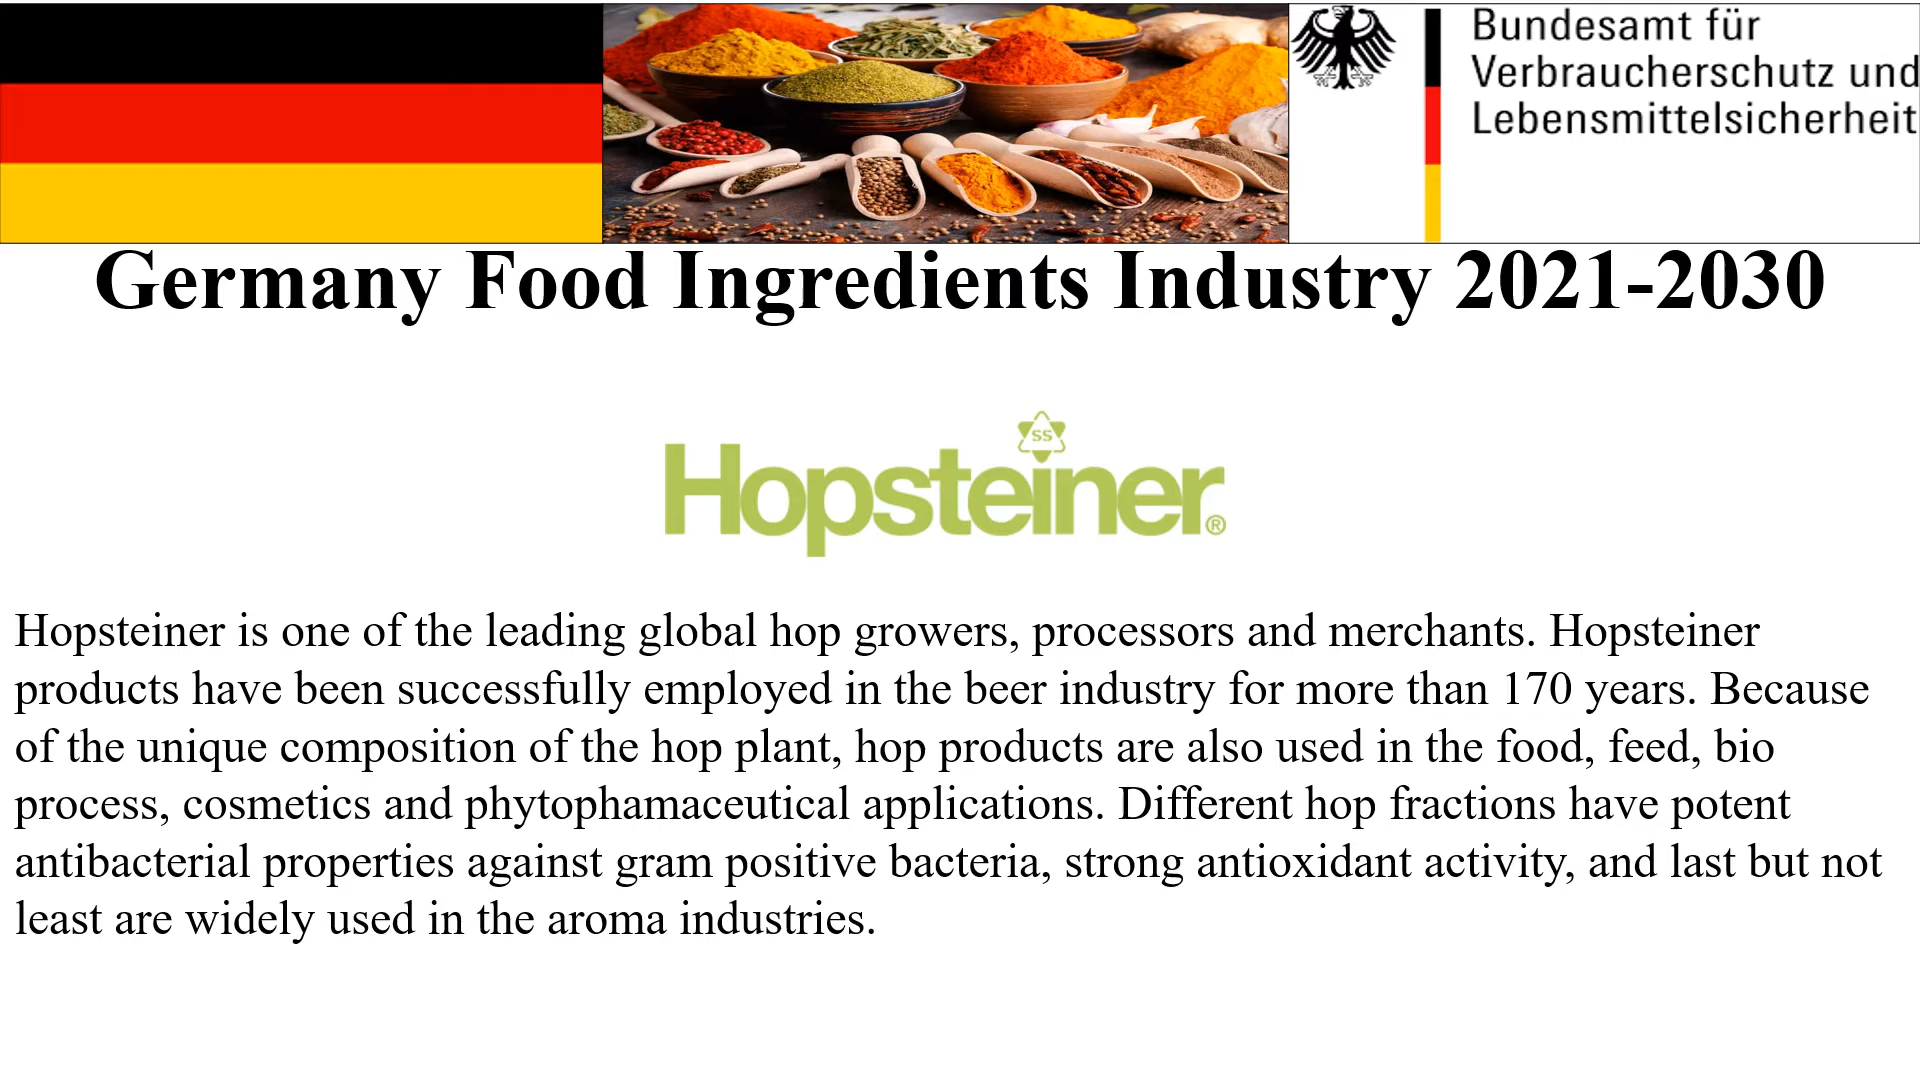 Bundesamt für
Verbraucherschutz und
Lebensmittelsicherheit
Germany Food Ingredients Industry 2021-2030
SS
Hopsteiner®
Hopsteiner is one of the leading global hop growers, processors and merchants. Hopsteiner
products have been successfully employed in the beer industry for more than 170 years. Because
of the unique composition of the hop plant, hop products are also used in the food, feed, bio
process, cosmetics and phytophamaceutical applications. Different hop fractions have potent
antibacterial properties against gram positive bacteria, strong antioxidant activity, and last but not
least are widely used in the aroma industries.